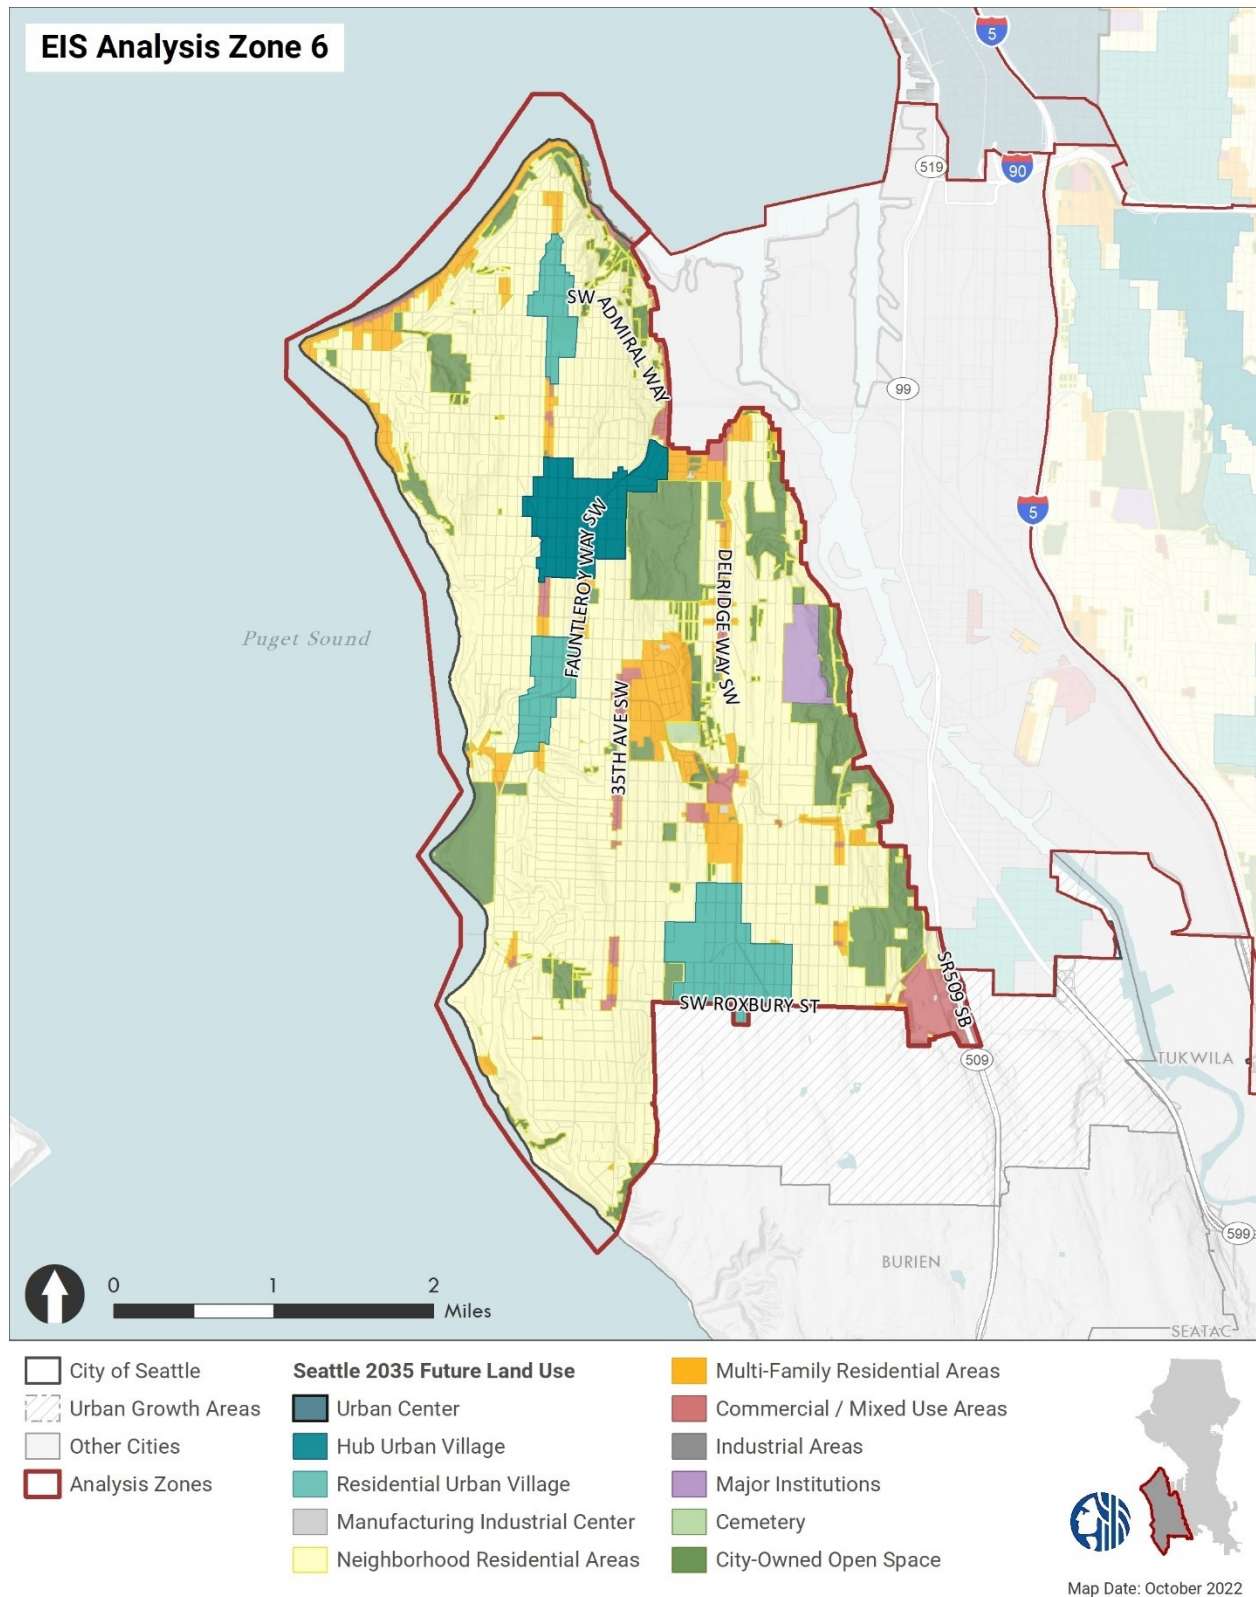 EIS Analysis Zone 6
5
519
90
SW ADMIRAL WAY
99
5
FAUNTLEROY WAY SW
DELRIDGE WAY SW
Puget Sound
35TH AVE SW
SR509 SB
SW ROXBURY ST
509
TUKWILA
599
BURIEN
SEATAC
0 1 2
Miles
City of Seattle
Urban Growth Areas
Other Cities
Analysis Zones
Seattle 2035 Future Land Use
Urban Center
Hub Urban Village
Residential Urban Village
Manufacturing Industrial Center
Neighborhood Residential Areas
Multi-Family Residential Areas
Commercial / Mixed Use Areas
Industrial Areas
Major Institutions
Cemetery
City-Owned Open Space
Map Date: October 2022